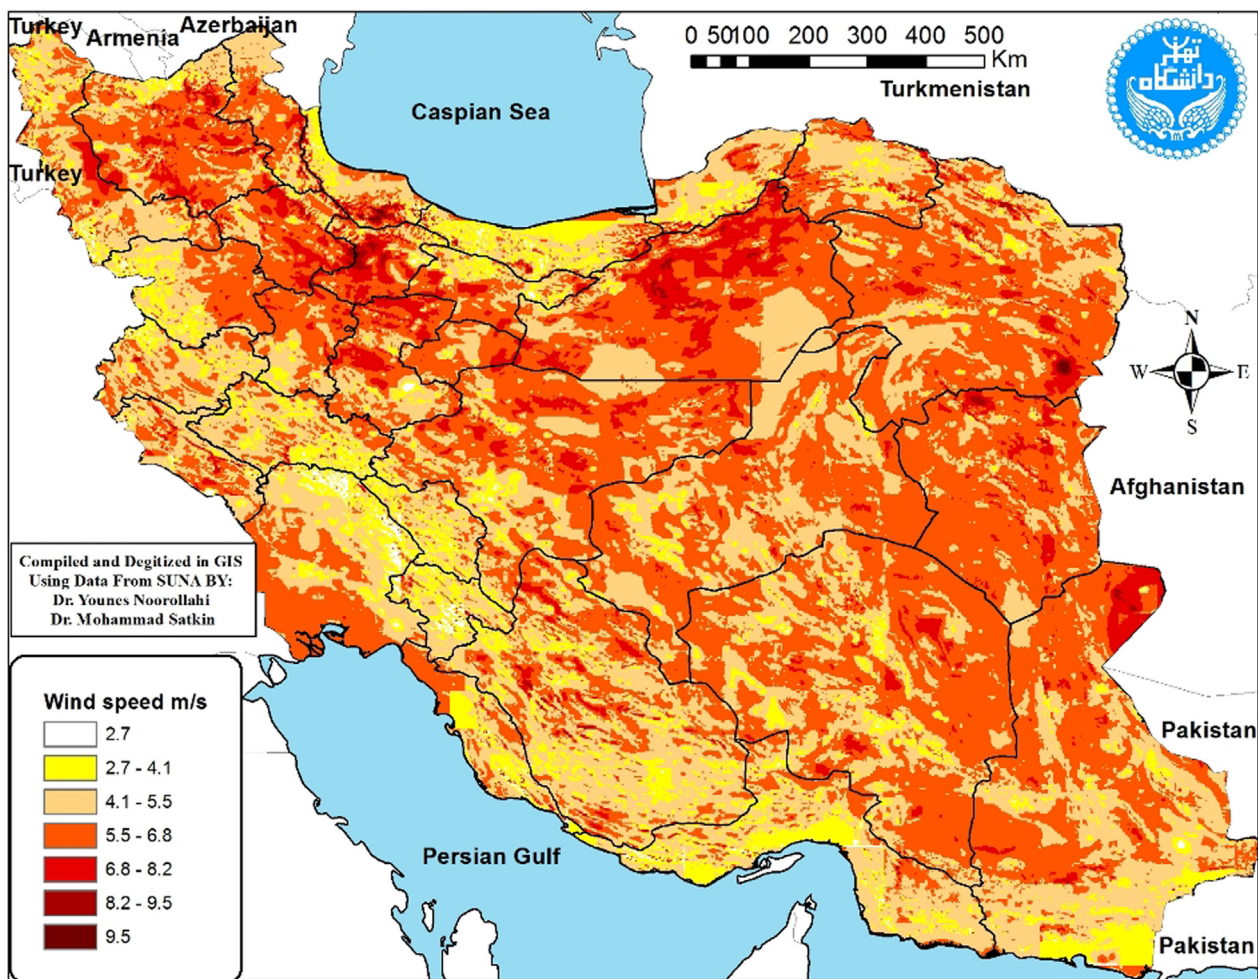 Turkey
Armenia
Azerbaijan
Caspian Sea
0 50100 200 300 400 500
Km
Turkmenistan
دانشگاه
تهران
Turkey
N
W E
S
Afghanistan
Compiled and Degitized in GIS
Using Data From SUNA BY:
Dr. Younes Noorollahi
Dr. Mohammad Satkin
Wind speed m/s
2.7
2.7 - 4.1
4.1 - 5.5
5.5 - 6.8
6.8 - 8.2
8.2 - 9.5
9.5
Persian Gulf
Pakistan
Pakistan